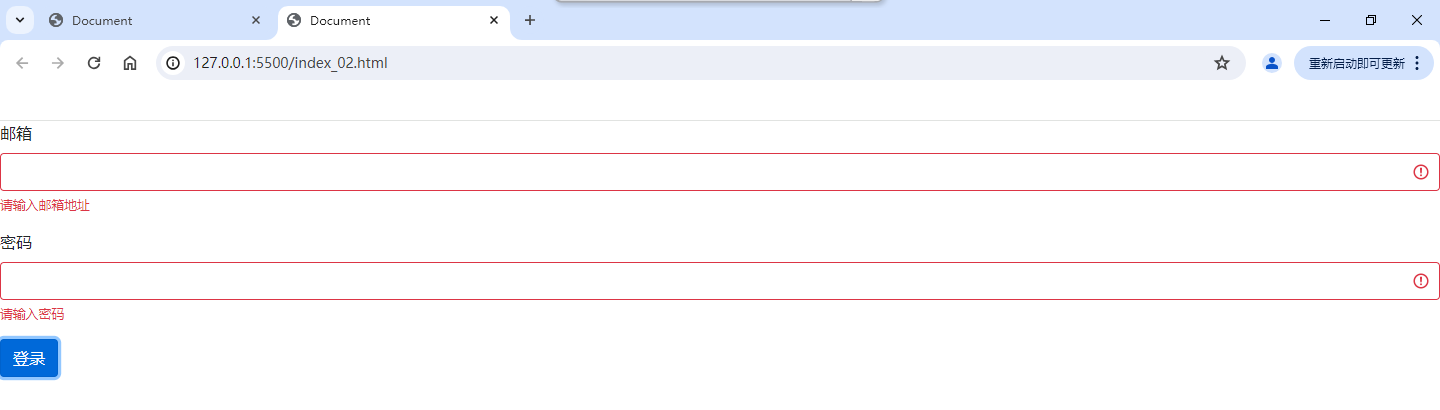 Document
Document
127.0.0.1:5500/index_02.html
重新启动即可更新
邮箱
请输入邮箱地址
密码
请输入密码
登录